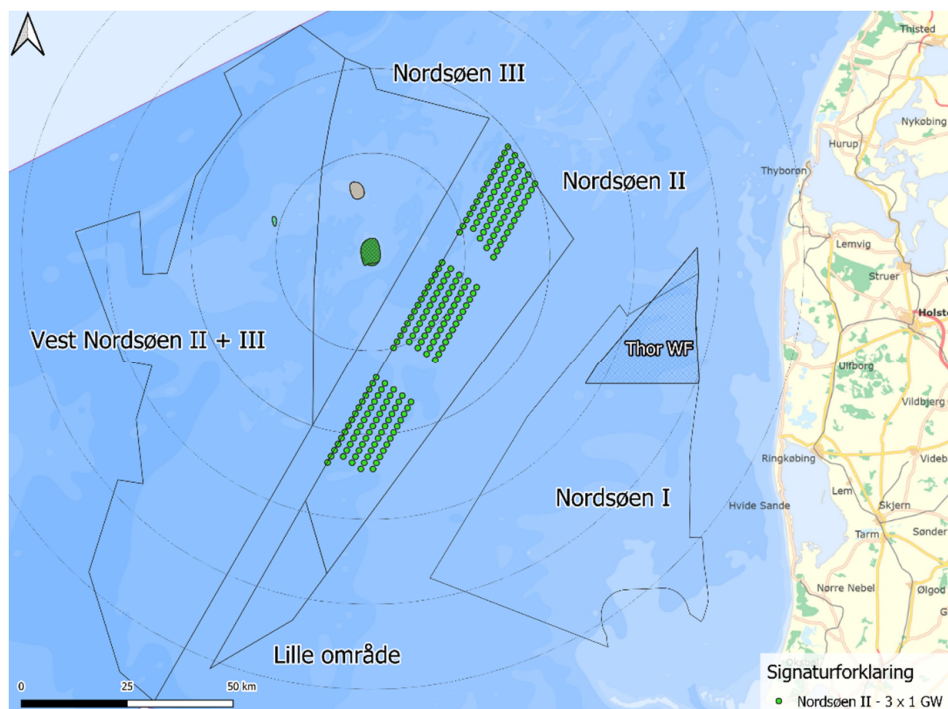 Thisted
Nordsøen III
Nykøbing
Hurup
Thyborøn
Nordsøen II
Lemvig
Struer
Holst
Vest Nordsøen II + III
Thor WF
Ulfborg
Vildbjerg
Ringkøbing
Videb
Lem
Nordsøen I
Hvide Sande
Skjern
Tarm
Sønder
Nørre Nebel
Ølgod
Lille område
Signaturforklaring
0 25 50 km
Nordsøen II - 3 x 1 GW